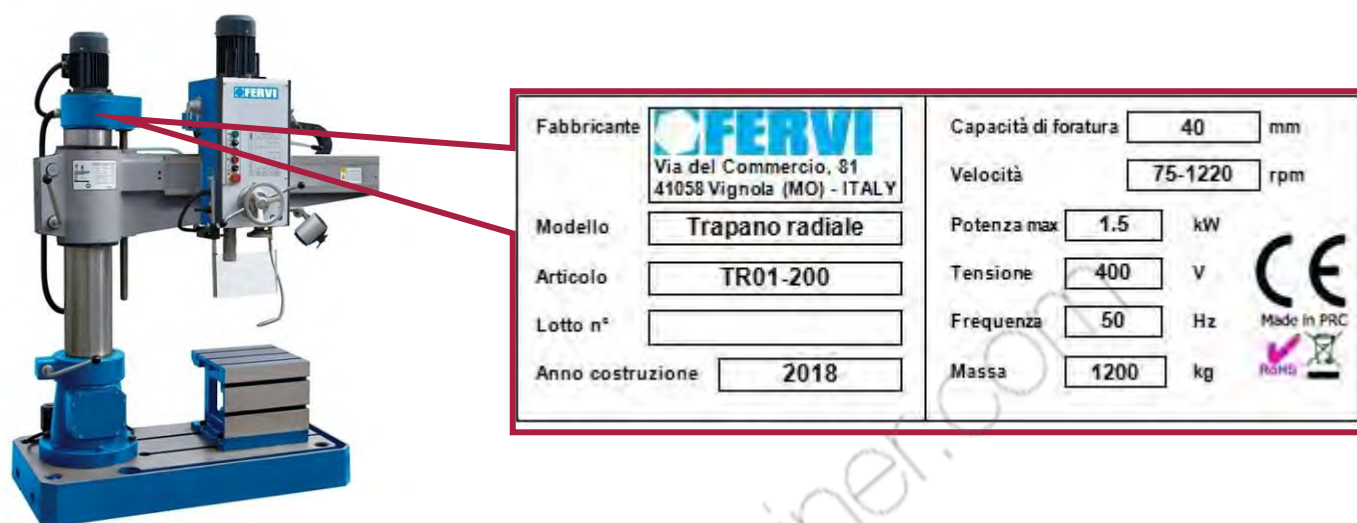 FERVI
Fabbricante FERVI
Via del Commercio, 81
41058 Vignola (MO) - ITALY
Modello Trapano radiale
Articolo TR01-200
Lotto n°
Anno costruzione 2018
Capacità di foratura 40 mm
Velocità 75-1220 rpm
Potenza max 1.5 kW
Tensione 400 V
Frequenza 50 Hz
Massa 1200 kg
CE
Made in PRC
RoHS